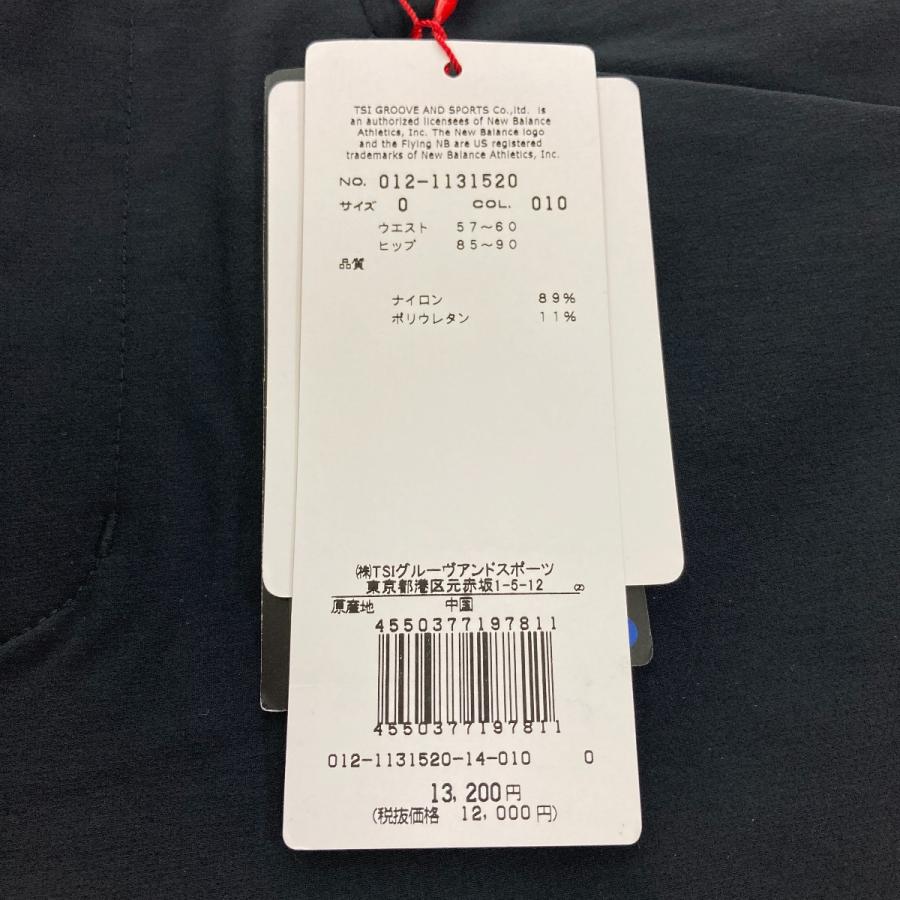 TSI GROOVE AND SPORTS Co.,ltd. is
an authorized licensees of New Balance
Athletics, Inc. The New Balance logo
and the Flying NB are US registered
trademarks of New Balance Athletics, Inc.
NO. 012-1131520
サイズ 0 COL. 010
ウエスト 57～60
ヒップ 85～90
品質
ナイロン 89%
ポリウレタン 11%
㈱TSIグルーヴアンドスポーツ
東京都港区元赤坂1-5-12 ∞
原産地 中国
4550377197811
4550377197811
012-1131520-14-010 0
13,200円
(税抜価格 12,000円)